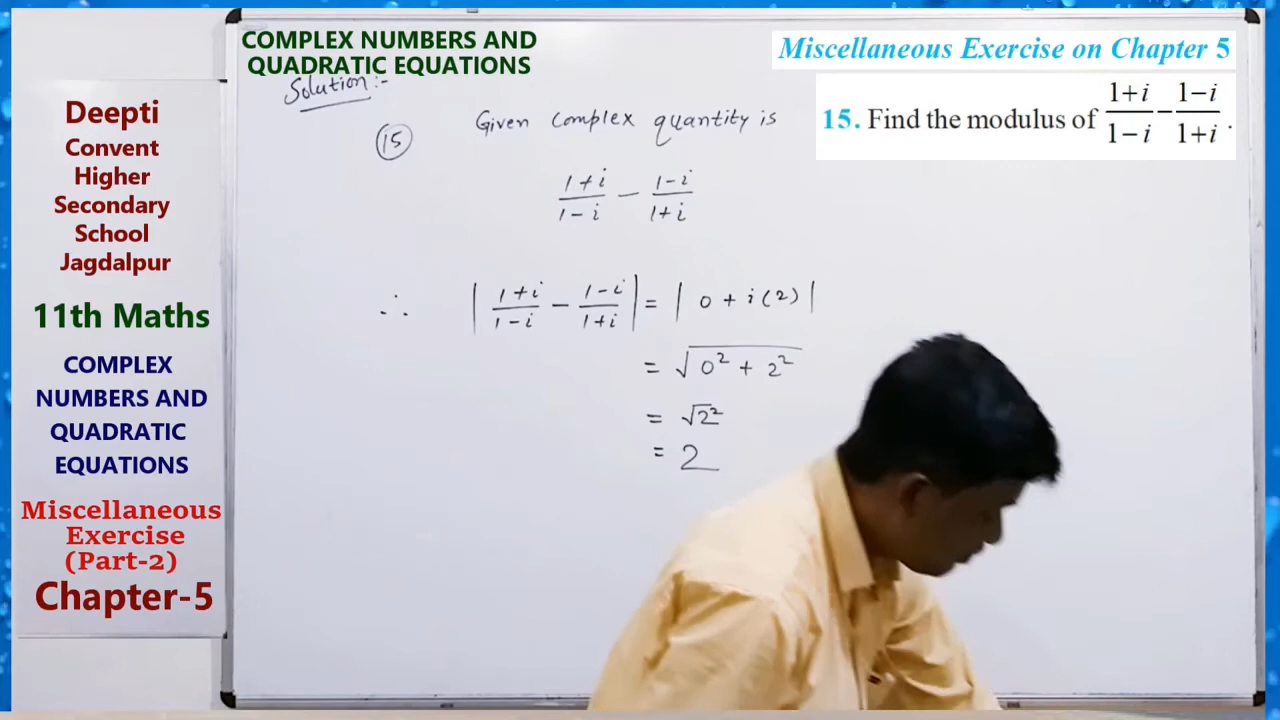 COMPLEX NUMBERS AND
QUADRATIC EQUATIONS
Miscellaneous Exercise on Chapter 5
15. Find the modulus of (1+i)/(1−i) − (1−i)/(1+i).
Deepti
Convent
Higher
Secondary
School
Jagdalpur
11th Maths
COMPLEX
NUMBERS AND
QUADRATIC
EQUATIONS
Miscellaneous
Exercise
(Part-2)
Chapter-5
Solution :-
(15) Given complex quantity is
(1+i)/(1−i) − (1−i)/(1+i)
∴ |(1+i)/(1−i) − (1−i)/(1+i)| = |0 + i(2)|
= √(0² + 2²)
= √2²
= 2